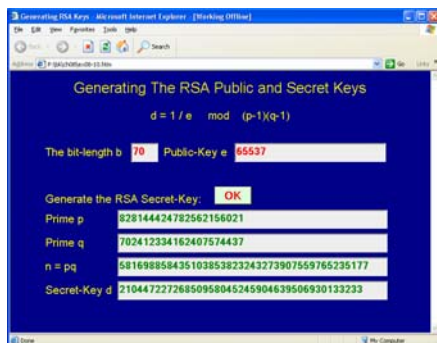 Generating RSA Keys - Microsoft Internet Explorer - [Working Offline]
File Edit View Favorites Tools Help
Search
Go
Generating The RSA Public and Secret Keys
d = 1 / e mod (p-1)(q-1)
The bit-length b 70 Public-Key e 65537
Generate the RSA Secret-Key: OK
Prime p 828144424782562156021
Prime q 702412334162407574437
n = pq 581698858435103853823243273907559765235177
Secret-Key d 21044722726850958045245904639506930133233
Done My Computer